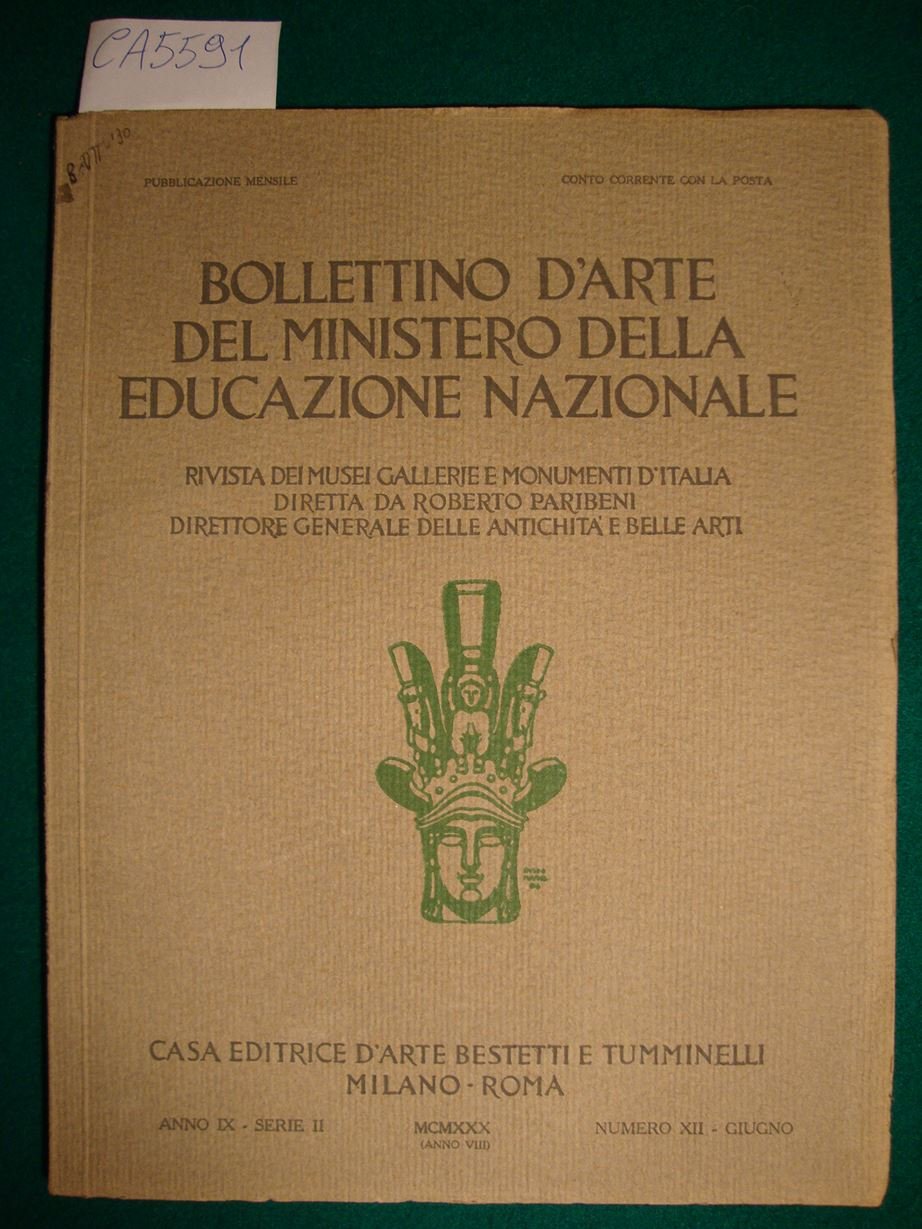 CA5591
PUBBLICAZIONE MENSILE
CONTO CORRENTE CON LA POSTA
BOLLETTINO D'ARTE
DEL MINISTERO DELLA
EDUCAZIONE NAZIONALE
RIVISTA DEI MUSEI GALLERIE E MONUMENTI D'ITALIA
DIRETTA DA ROBERTO PARIBENI
DIRETTORE GENERALE DELLE ANTICHITA' E BELLE ARTI
CASA EDITRICE D'ARTE BESTETTI E TUMMINELLI
MILANO - ROMA
ANNO IX - SERIE II
MCMXXX
(ANNO VIII)
NUMERO XII - GIUGNO